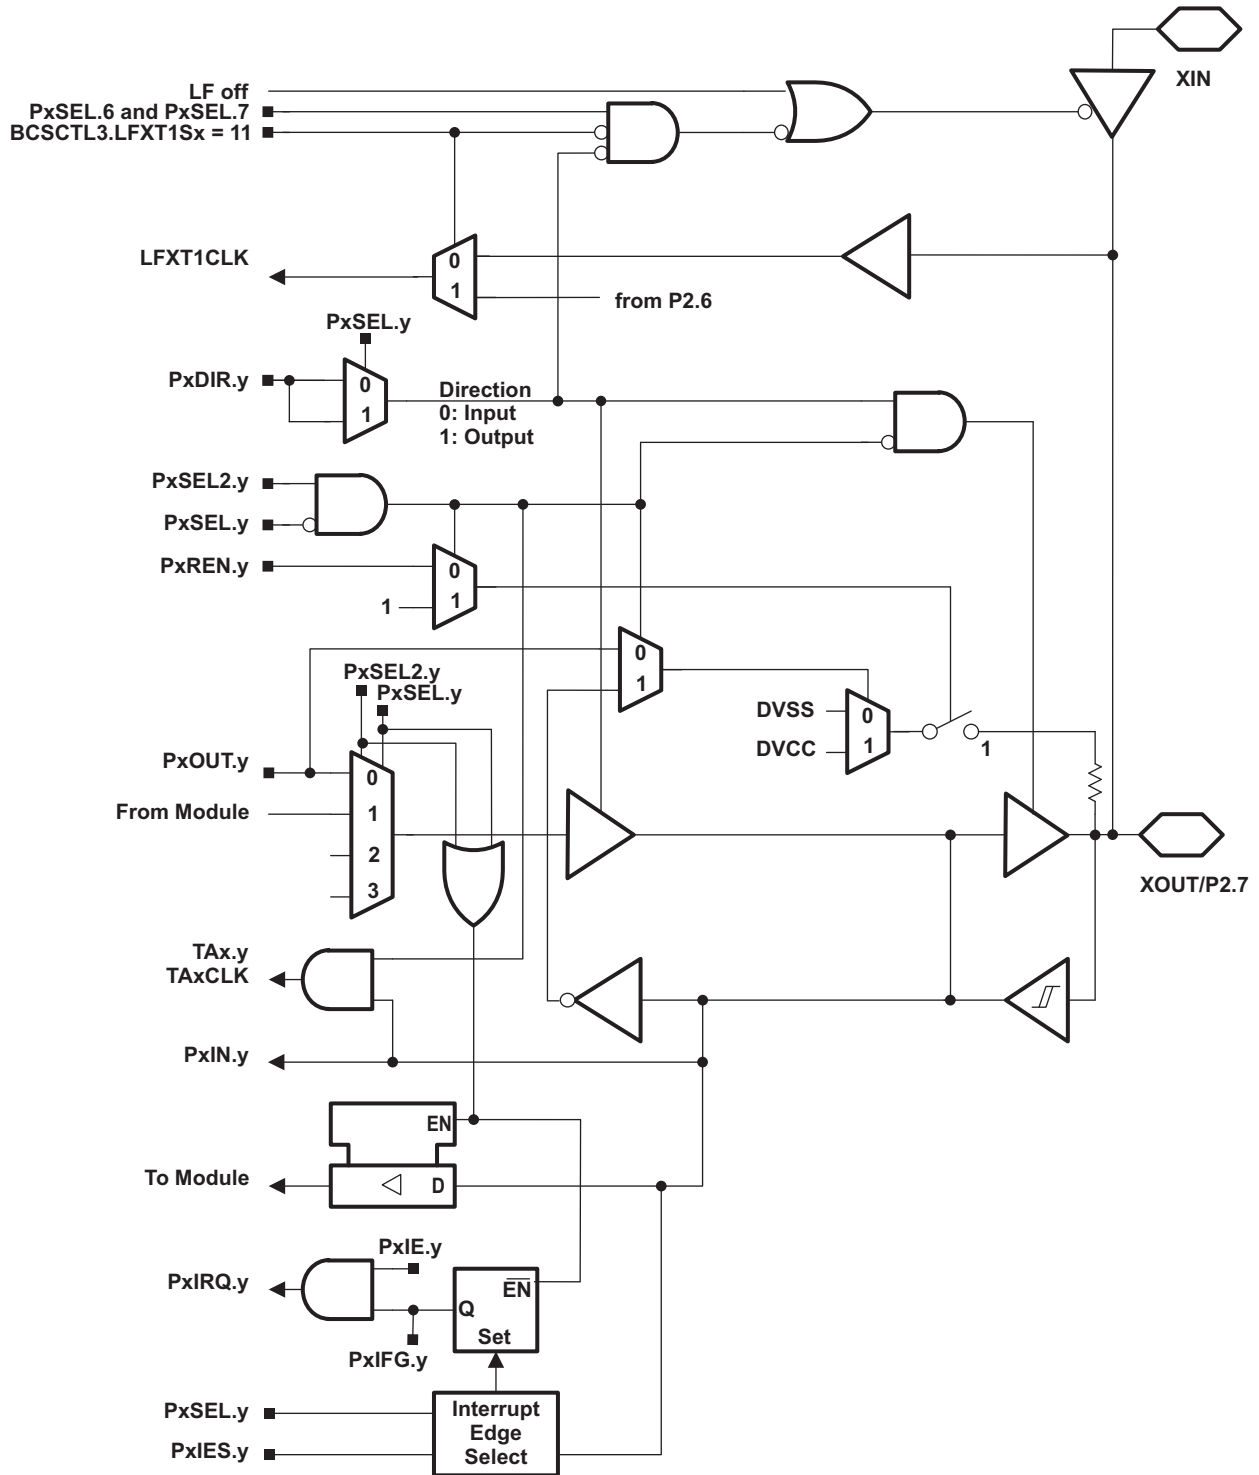 XIN
LF off
PxSEL.6 and PxSEL.7
BCSCTL3.LFXT1Sx = 11
LFXT1CLK
0
1
from P2.6
PxSEL.y
PxDIR.y
0
1
Direction
0: Input
1: Output
PxSEL2.y
PxSEL.y
PxREN.y
0
1
1
0
1
PxSEL2.y
PxSEL.y
DVSS
DVCC
0
1
1
PxOUT.y
From Module
0
1
2
3
XOUT/P2.7
TAx.y
TAxCLK
PxIN.y
EN
To Module
D
PxIE.y
PxIRQ.y
EN
Q
Set
PxIFG.y
PxSEL.y
PxIES.y
Interrupt
Edge
Select